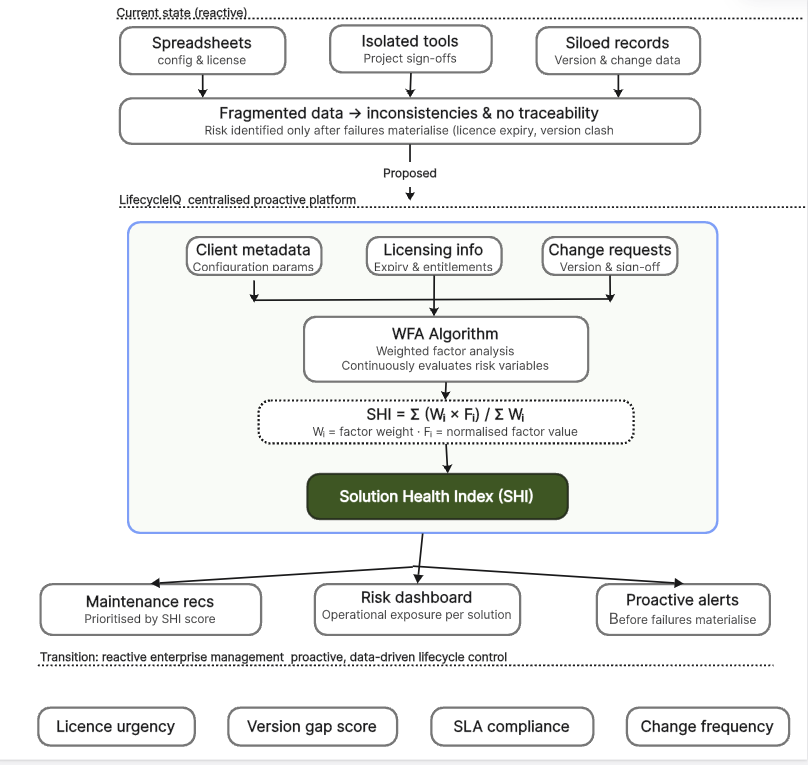 Current state (reactive)
Spreadsheets
config & license
Isolated tools
Project sign-offs
Siloed records
Version & change data
Fragmented data → inconsistencies & no traceability
Risk identified only after failures materialise (licence expiry, version clash
Proposed
LifecycleIQ centralised proactive platform
Client metadata
Configuration params
Licensing info
Expiry & entitlements
Change requests
Version & sign-off
WFA Algorithm
Weighted factor analysis
Continuously evaluates risk variables
SHI = Σ (Wᵢ × Fᵢ) / Σ Wᵢ
Wᵢ = factor weight · Fᵢ = normalised factor value
Solution Health Index (SHI)
Maintenance recs
Prioritised by SHI score
Risk dashboard
Operational exposure per solution
Proactive alerts
Before failures materialise
Transition: reactive enterprise management proactive, data-driven lifecycle control
Licence urgency
Version gap score
SLA compliance
Change frequency